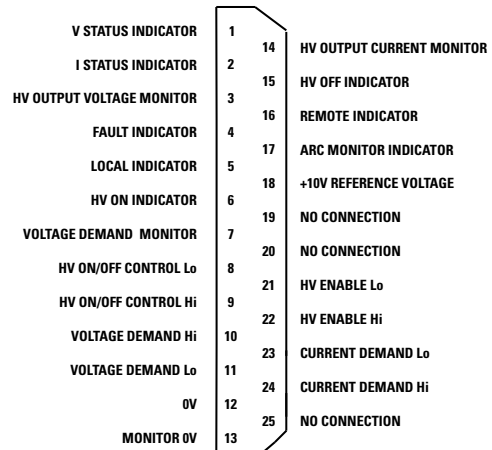 V STATUS INDICATOR 1
14 HV OUTPUT CURRENT MONITOR
I STATUS INDICATOR 2
15 HV OFF INDICATOR
HV OUTPUT VOLTAGE MONITOR 3
16 REMOTE INDICATOR
FAULT INDICATOR 4
17 ARC MONITOR INDICATOR
LOCAL INDICATOR 5
18 +10V REFERENCE VOLTAGE
HV ON INDICATOR 6
19 NO CONNECTION
VOLTAGE DEMAND MONITOR 7
20 NO CONNECTION
HV ON/OFF CONTROL Lo 8
21 HV ENABLE Lo
HV ON/OFF CONTROL Hi 9
22 HV ENABLE Hi
VOLTAGE DEMAND Hi 10
23 CURRENT DEMAND Lo
VOLTAGE DEMAND Lo 11
24 CURRENT DEMAND Hi
0V 12
25 NO CONNECTION
MONITOR 0V 13